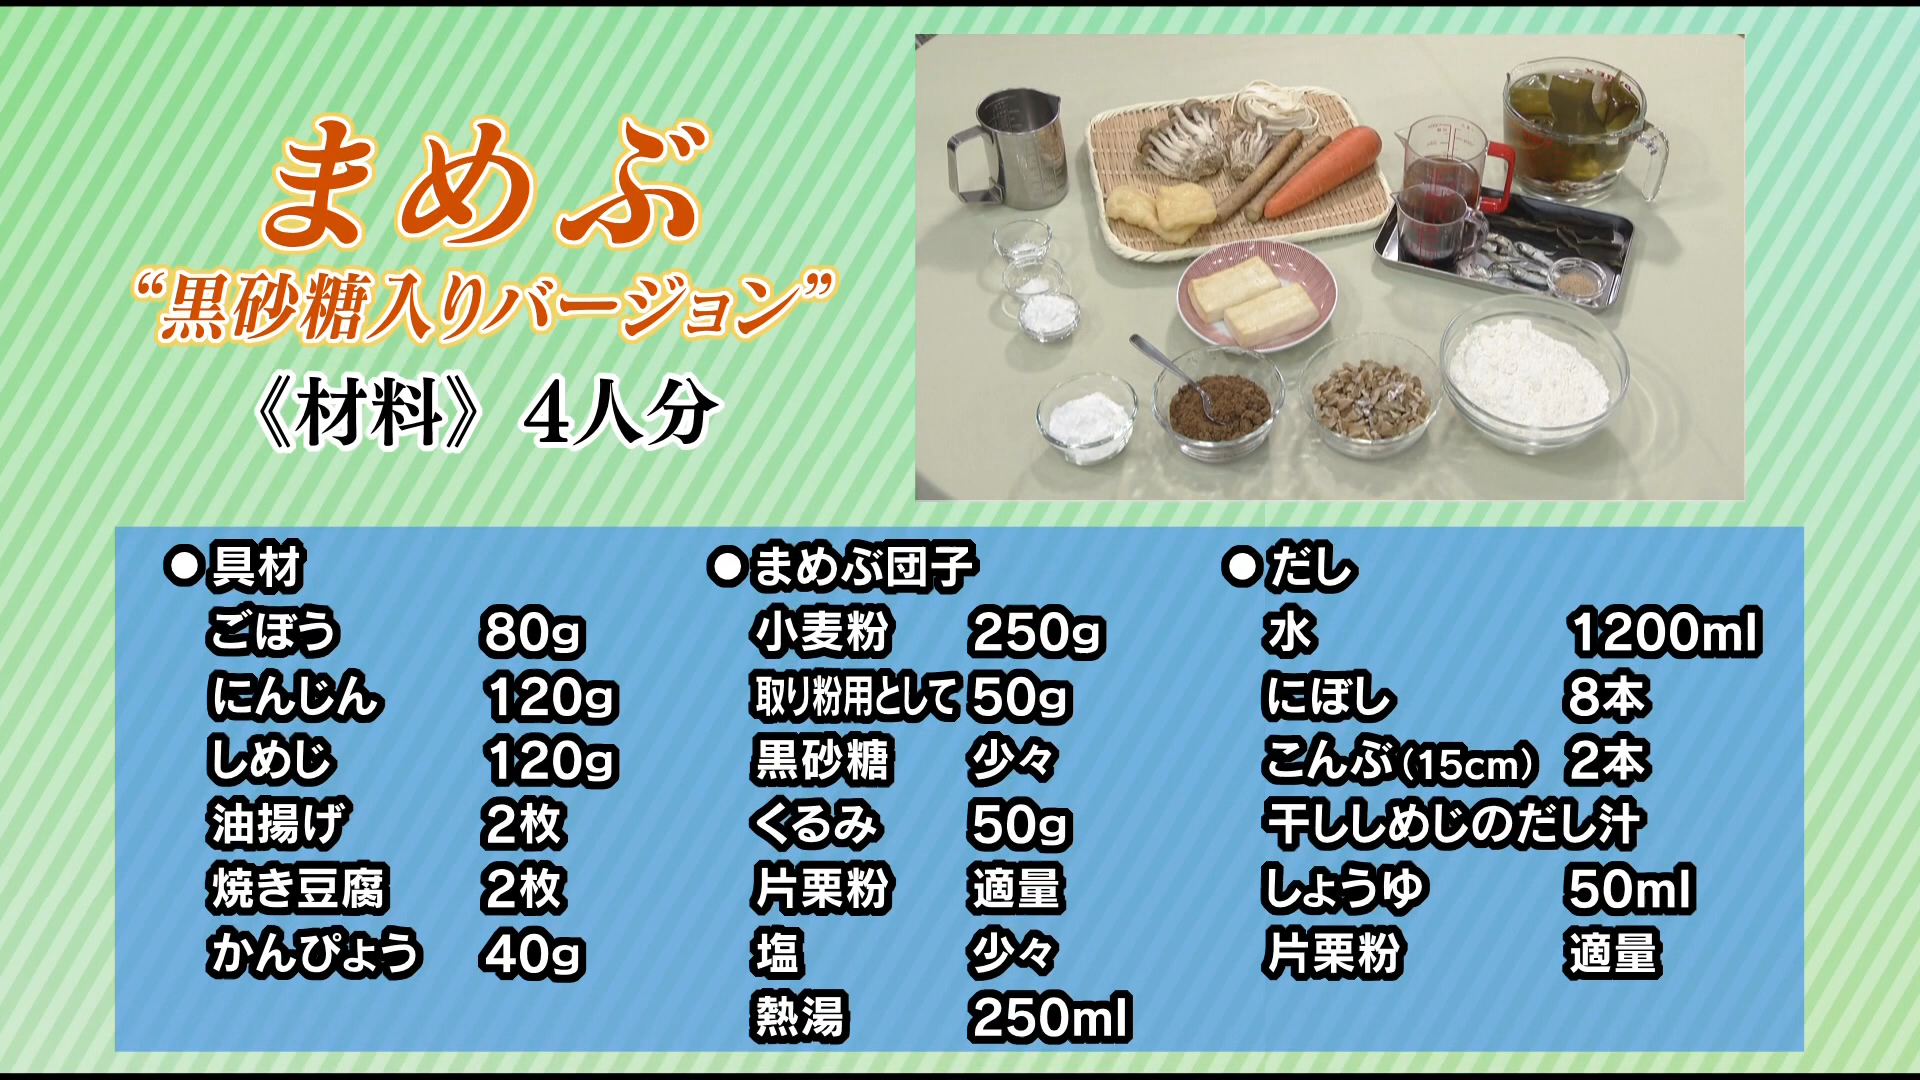 まめぶ
“黒砂糖入りバージョン”
《材料》 4人分
●具材
ごぼう 80g
にんじん 120g
しめじ 120g
油揚げ 2枚
焼き豆腐 2枚
かんぴょう 40g
●まめぶ団子
小麦粉 250g
取り粉用として 50g
黒砂糖 少々
くるみ 50g
片栗粉 適量
塩 少々
熱湯 250ml
●だし
水 1200ml
にぼし 8本
こんぶ(15cm) 2本
干ししめじのだし汁
しょうゆ 50ml
片栗粉 適量